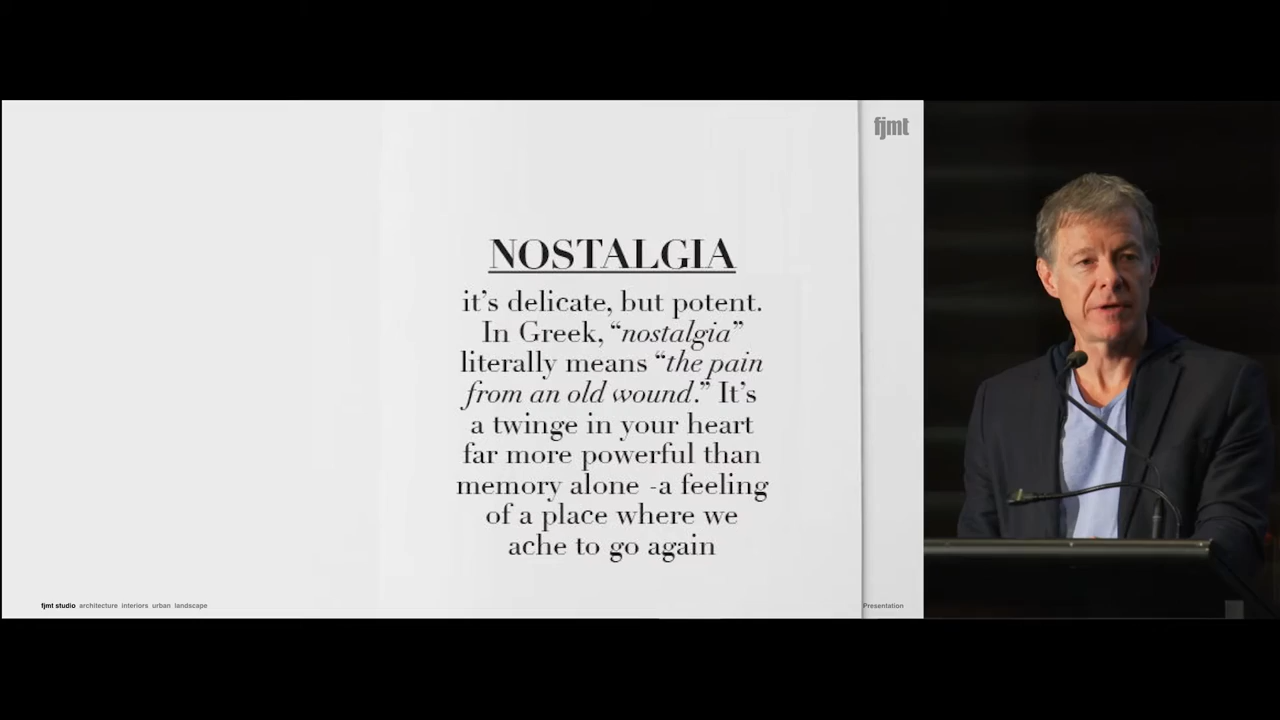 fjmt
NOSTALGIA
it’s delicate, but potent.
In Greek, “nostalgia”
literally means “the pain
from an old wound.” It’s
a twinge in your heart
far more powerful than
memory alone -a feeling
of a place where we
ache to go again
fjmt studio architecture interiors urban landscape
Presentation